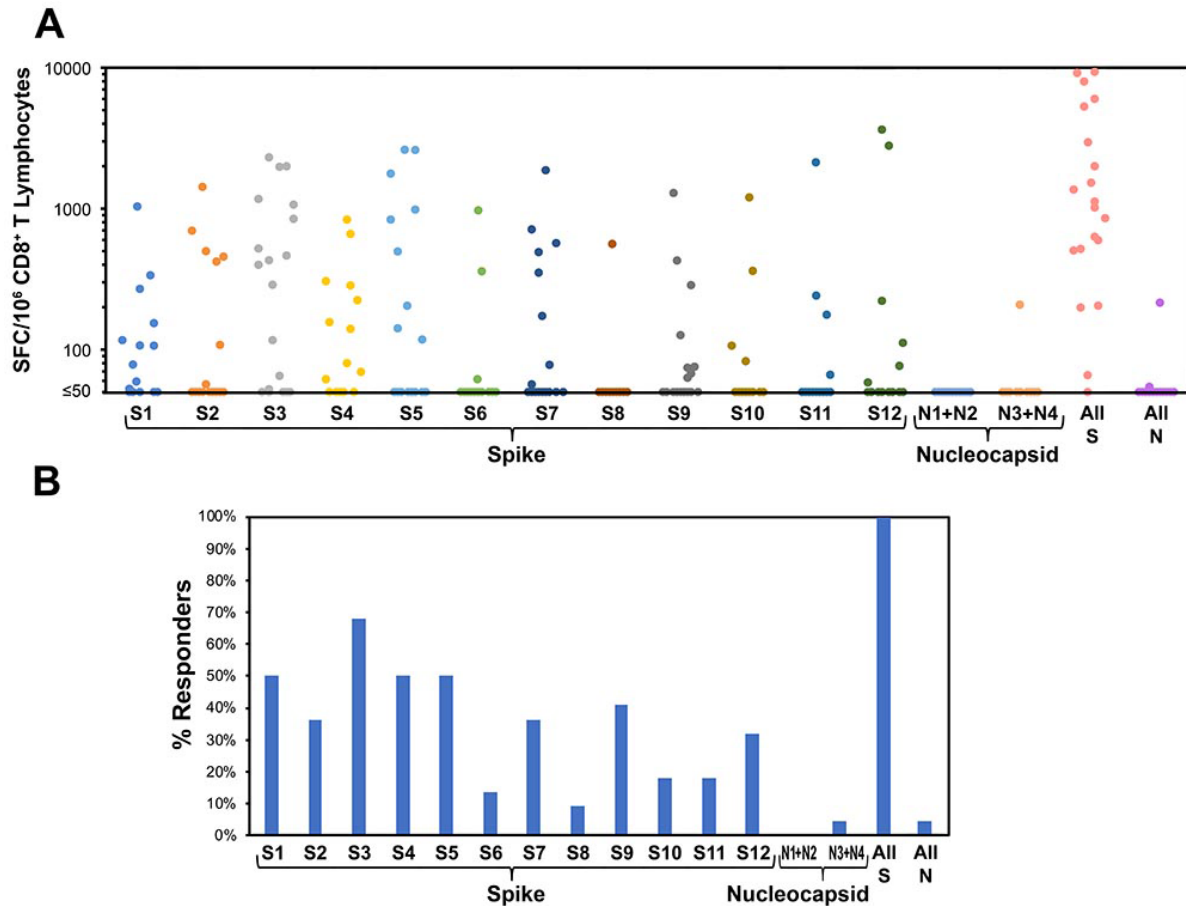 A
SFC/10⁶ CD8⁺ T Lymphocytes
10000
1000
100
≤50
S1 S2 S3 S4 S5 S6 S7 S8 S9 S10 S11 S12 N1+N2 N3+N4 All All
S N
Spike Nucleocapsid
B
% Responders
100%
90%
80%
70%
60%
50%
40%
30%
20%
10%
0%
S1 S2 S3 S4 S5 S6 S7 S8 S9 S10 S11 S12 N1+N2 N3+N4 All All
S N
Spike Nucleocapsid